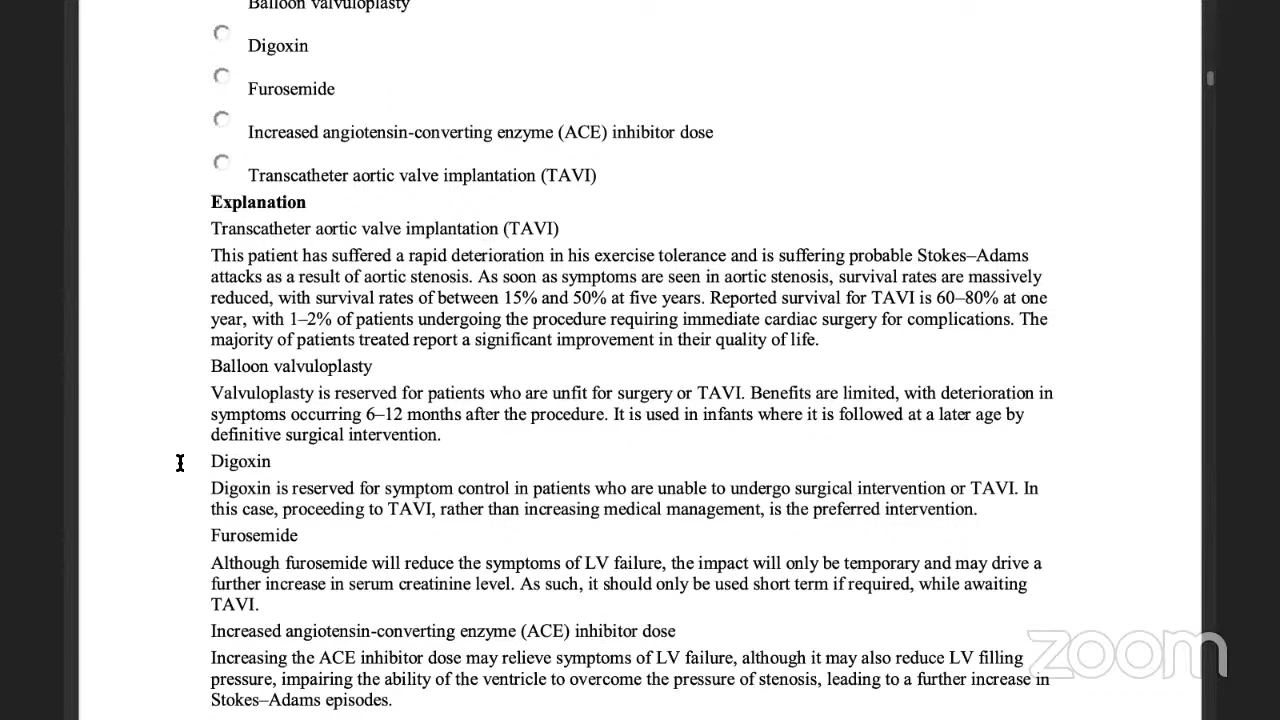 Balloon valvuloplasty
Digoxin
Furosemide
Increased angiotensin-converting enzyme (ACE) inhibitor dose
Transcatheter aortic valve implantation (TAVI)
Explanation
Transcatheter aortic valve implantation (TAVI)
This patient has suffered a rapid deterioration in his exercise tolerance and is suffering probable Stokes–Adams
attacks as a result of aortic stenosis. As soon as symptoms are seen in aortic stenosis, survival rates are massively
reduced, with survival rates of between 15% and 50% at five years. Reported survival for TAVI is 60–80% at one
year, with 1–2% of patients undergoing the procedure requiring immediate cardiac surgery for complications. The
majority of patients treated report a significant improvement in their quality of life.
Balloon valvuloplasty
Valvuloplasty is reserved for patients who are unfit for surgery or TAVI. Benefits are limited, with deterioration in
symptoms occurring 6–12 months after the procedure. It is used in infants where it is followed at a later age by
definitive surgical intervention.
Digoxin
Digoxin is reserved for symptom control in patients who are unable to undergo surgical intervention or TAVI. In
this case, proceeding to TAVI, rather than increasing medical management, is the preferred intervention.
Furosemide
Although furosemide will reduce the symptoms of LV failure, the impact will only be temporary and may drive a
further increase in serum creatinine level. As such, it should only be used short term if required, while awaiting
TAVI.
Increased angiotensin-converting enzyme (ACE) inhibitor dose
Increasing the ACE inhibitor dose may relieve symptoms of LV failure, although it may also reduce LV filling
pressure, impairing the ability of the ventricle to overcome the pressure of stenosis, leading to a further increase in
Stokes–Adams episodes.
zoom